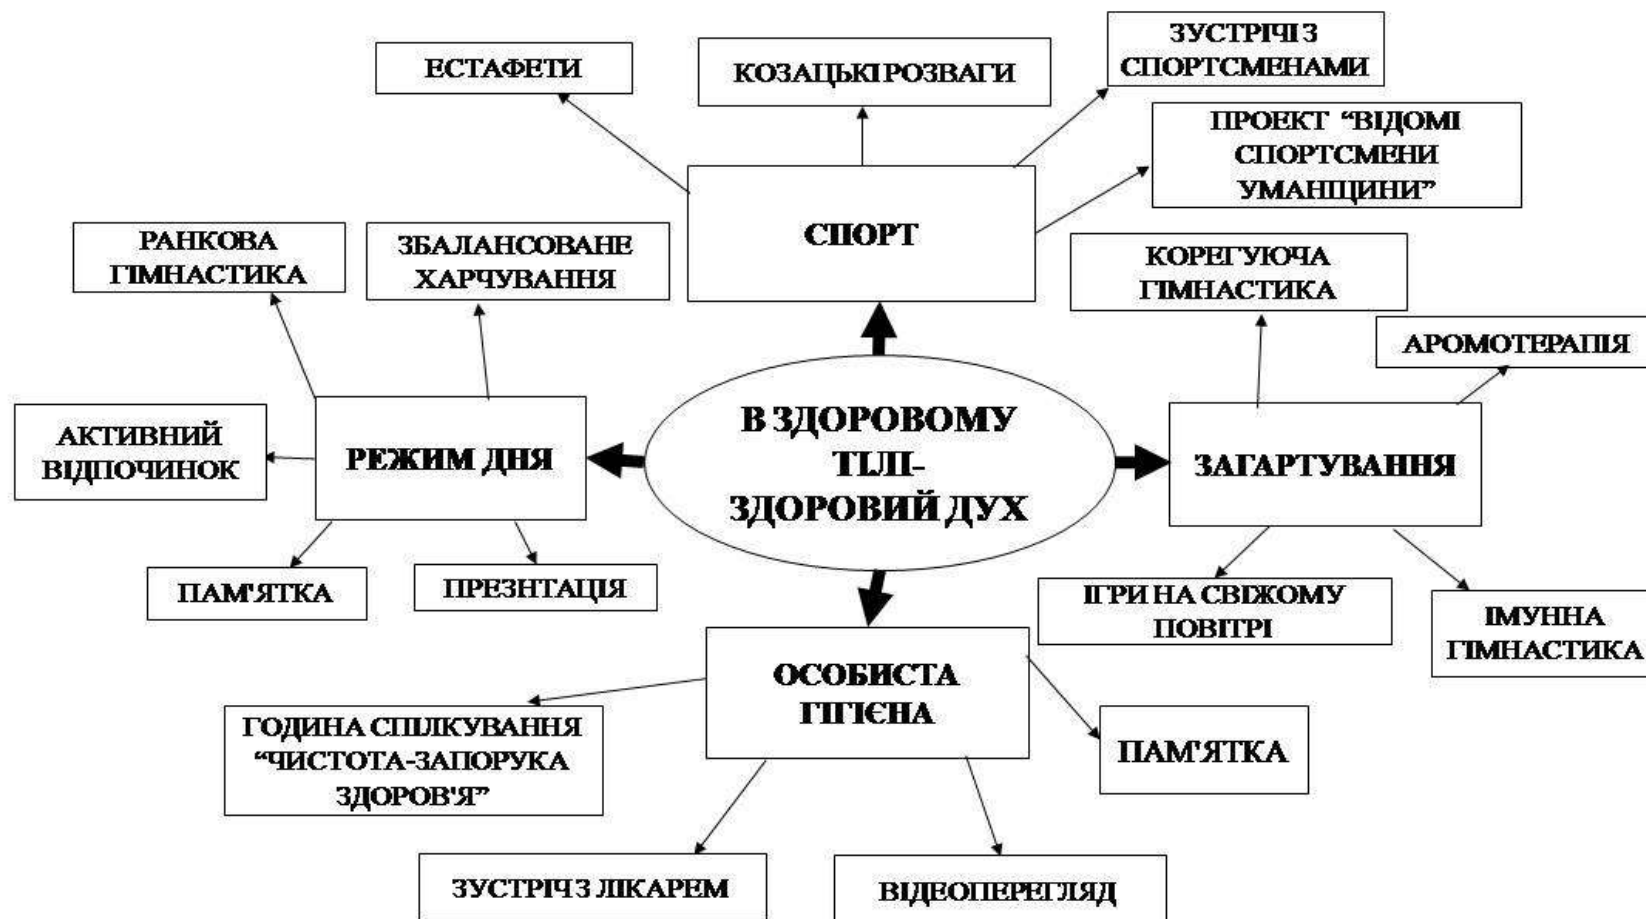 ЕСТАФЕТИ
КОЗАЦЬКІ РОЗВАГИ
ЗУСТРІЧІ З
СПОРТСМЕНАМИ
ПРОЕКТ “ВІДОМІ
СПОРТСМЕНИ
УМАНЩИНИ”
СПОРТ
РАНКОВА
ГІМНАСТИКА
ЗБАЛАНСОВАНЕ
ХАРЧУВАННЯ
КОРЕГУЮЧА
ГІМНАСТИКА
АРОМОТЕРАПІЯ
АКТИВНИЙ
ВІДПОЧИНОК
РЕЖИМ ДНЯ
В ЗДОРОВОМУ
ТІЛІ-
ЗДОРОВИЙ ДУХ
ЗАГАРТУВАННЯ
ПАМ'ЯТКА
ПРЕЗНТАЦІЯ
ІГРИ НА СВІЖОМУ
ПОВІТРІ
ІМУННА
ГІМНАСТИКА
ОСОБИСТА
ГІГІЄНА
ГОДИНА СПІЛКУВАННЯ
“ЧИСТОТА-ЗАПОРУКА
ЗДОРОВ'Я”
ПАМ'ЯТКА
ЗУСТРІЧ З ЛІКАРЕМ
ВІДЕОПЕРЕГЛЯД